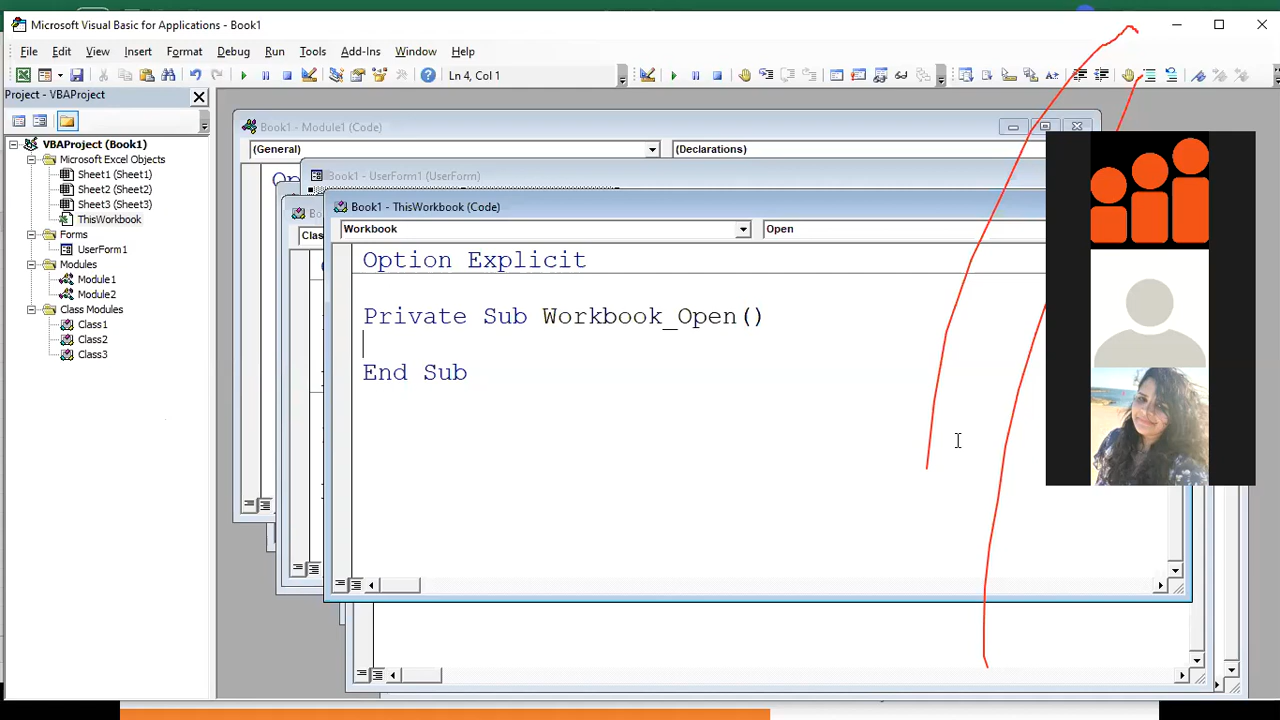 Microsoft Visual Basic for Applications - Book1
File Edit View Insert Format Debug Run Tools Add-Ins Window Help
Ln 4, Col 1
Project - VBAProject
VBAProject (Book1)
Microsoft Excel Objects
Sheet1 (Sheet1)
Sheet2 (Sheet2)
Sheet3 (Sheet3)
ThisWorkbook
Forms
UserForm1
Modules
Module1
Module2
Class Modules
Class1
Class2
Class3
Book1 - Module1 (Code)
(General) (Declarations)
Op
Book1 - UserForm1 (UserForm)
Bo
Clas
Book1 - ThisWorkbook (Code)
Workbook Open
Option Explicit
Private Sub Workbook_Open()
End Sub